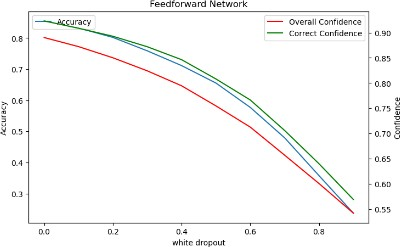 Feedforward Network
Accuracy
Overall Confidence
Correct Confidence
0.8
0.7
0.6
0.5
0.4
0.3
Accuracy
0.90
0.85
0.80
0.75
0.70
0.65
0.60
0.55
Confidence
0.0
0.2
0.4
0.6
0.8
white dropout